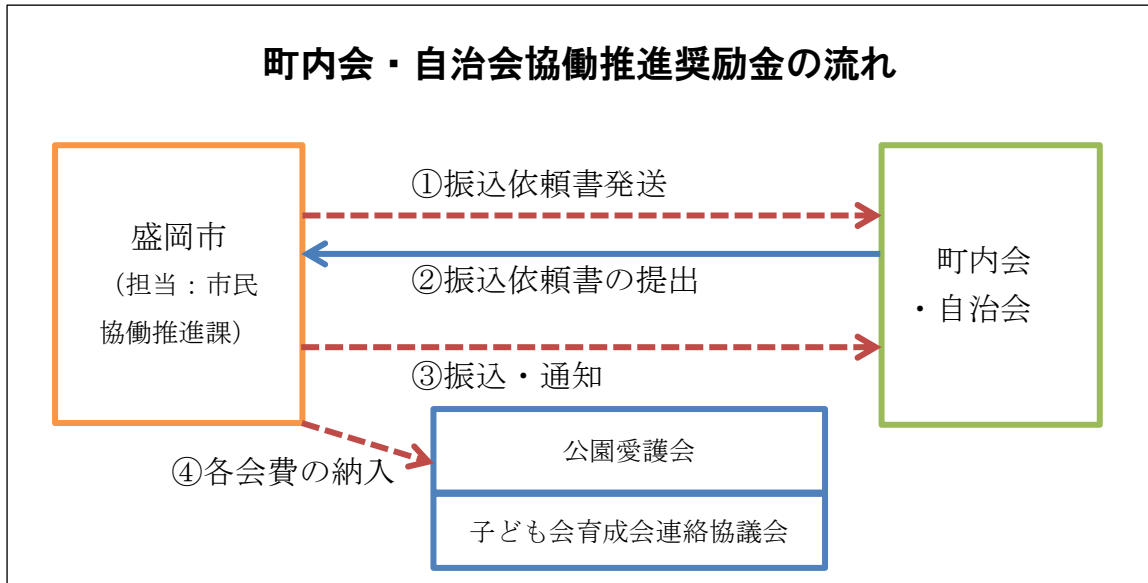 町内会・自治会協働推進奨励金の流れ
①振込依頼書発送
盛岡市
（担当：市民
協働推進課）
②振込依頼書の提出
町内会
・自治会
③振込・通知
④各会費の納入
公園愛護会
子ども会育成会連絡協議会